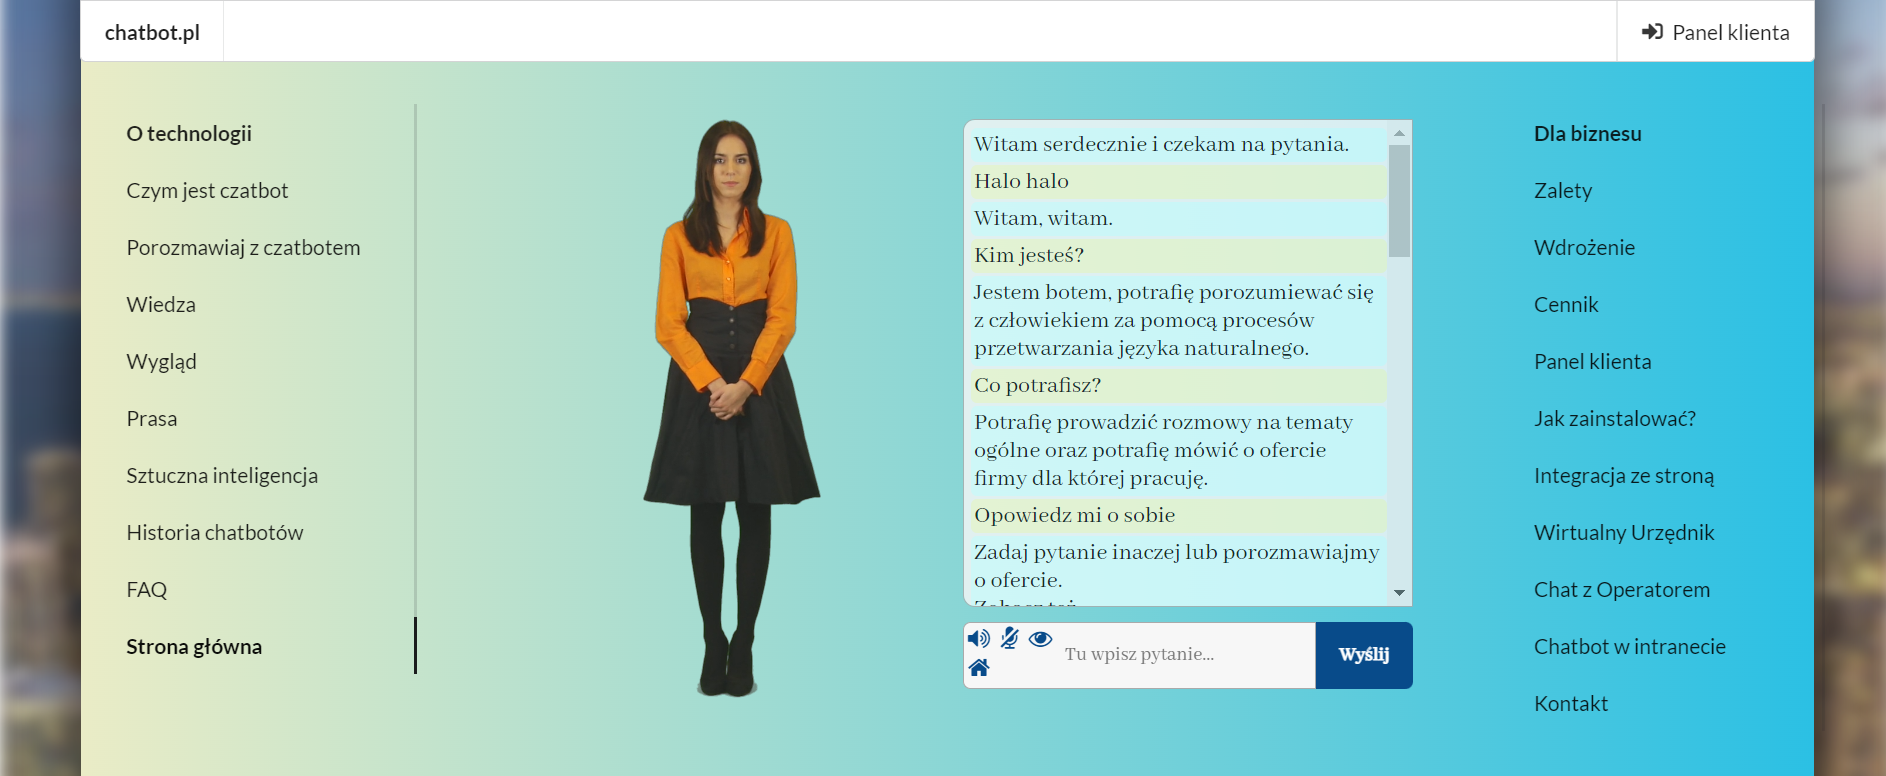 chatbot.pl
Panel klienta
O technologii
Czym jest czatbot
Porozmawiaj z czatbotem
Wiedza
Wygląd
Prasa
Sztuczna inteligencja
Historia chatbotów
FAQ
Strona główna
Witam serdecznie i czekam na pytania.
Halo halo
Witam, witam.
Kim jesteś?
Jestem botem, potrafię porozumiewać się
z człowiekiem za pomocą procesów
przetwarzania języka naturalnego.
Co potrafisz?
Potrafię prowadzić rozmowy na tematy
ogólne oraz potrafię mówić o ofercie
firmy dla której pracuję.
Opowiedz mi o sobie
Zadaj pytanie inaczej lub porozmawiajmy
o ofercie.
Tu wpisz pytanie...
Wyślij
Dla biznesu
Zalety
Wdrożenie
Cennik
Panel klienta
Jak zainstalować?
Integracja ze stroną
Wirtualny Urzędnik
Chat z Operatorem
Chatbot w intranecie
Kontakt